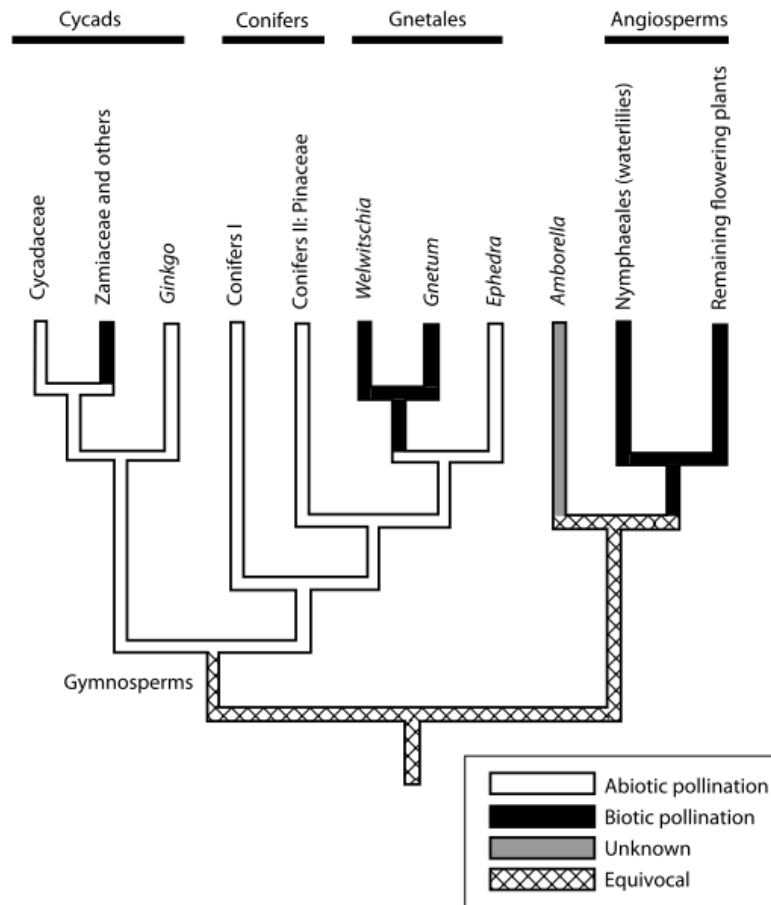 Cycads
Conifers
Gnetales
Angiosperms
Cycadaceae
Zamiaceae and others
Ginkgo
Conifers I
Conifers II: Pinaceae
Welwitschia
Gnetum
Ephedra
Amborella
Nymphaeales (waterlilies)
Remaining flowering plants
Gymnosperms
Abiotic pollination
Biotic pollination
Unknown
Equivocal